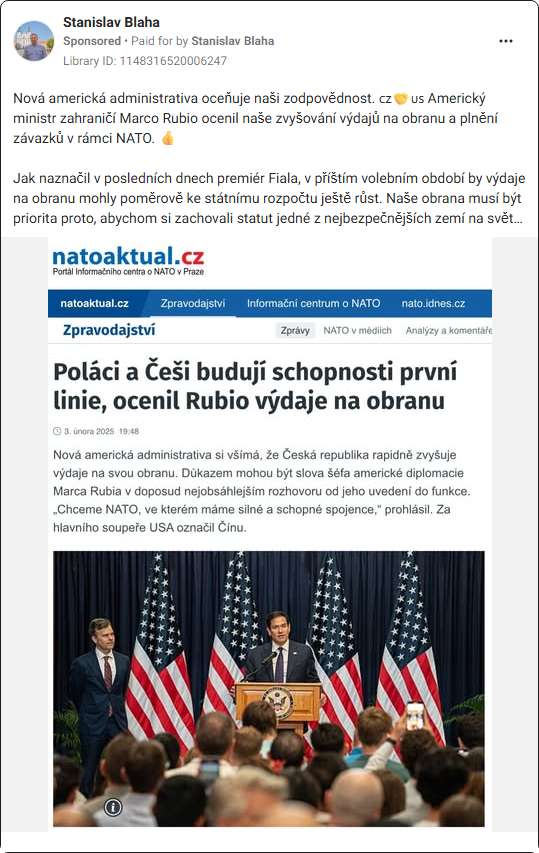 Stanislav Blaha
Sponsored • Paid for by Stanislav Blaha
Library ID: 1148316520006247
Nová americká administrativa oceňuje naši zodpovědnost. CZ🤝US Americký
ministr zahraničí Marco Rubio ocenil naše zvyšování výdajů na obranu a plnění
závazků v rámci NATO. 👍
Jak naznačil v posledních dnech premiér Fiala, v příštím volebním období by výdaje
na obranu mohly poměrově ke státnímu rozpočtu ještě růst. Naše obrana musí být
priorita proto, abychom si zachovali statut jedné z nejbezpečnějších zemí na svět…
natoaktual.cz
Portál Informačního centra o NATO v Praze
natoaktual.cz Zpravodajství Informační centrum o NATO nato.idnes.cz
Zpravodajství Zprávy NATO v médiích Analýzy a komentáře
Poláci a Češi budují schopnosti první
linie, ocenil Rubio výdaje na obranu
3. února 2025 19:48
Nová americká administrativa si všímá, že Česká republika rapidně zvyšuje
výdaje na svou obranu. Důkazem mohou být slova šéfa americké diplomacie
Marca Rubia v doposud nejobsáhlejším rozhovoru od jeho uvedení do funkce.
„Chceme NATO, ve kterém máme silné a schopné spojence,“ prohlásil. Za
hlavního soupeře USA označil Čínu.